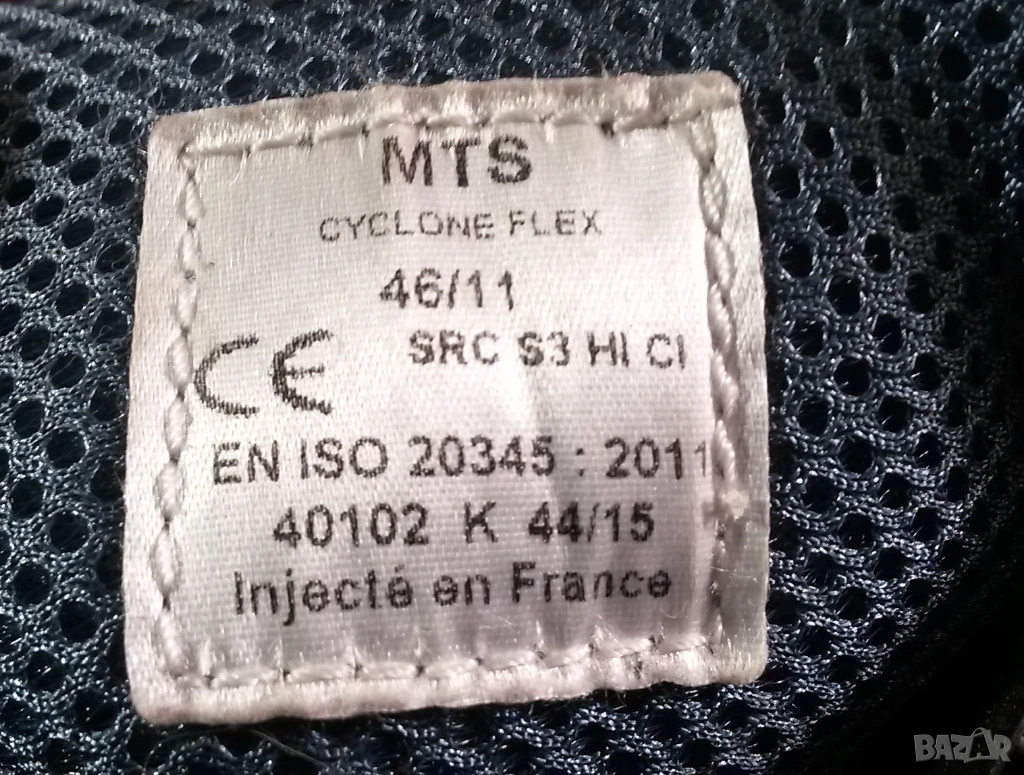 MTS
CYCLONE FLEX
46/11
CE SRC S3 HI CI
EN ISO 20345 : 2011
40102 K 44/15
Injecté en France
BAZAR